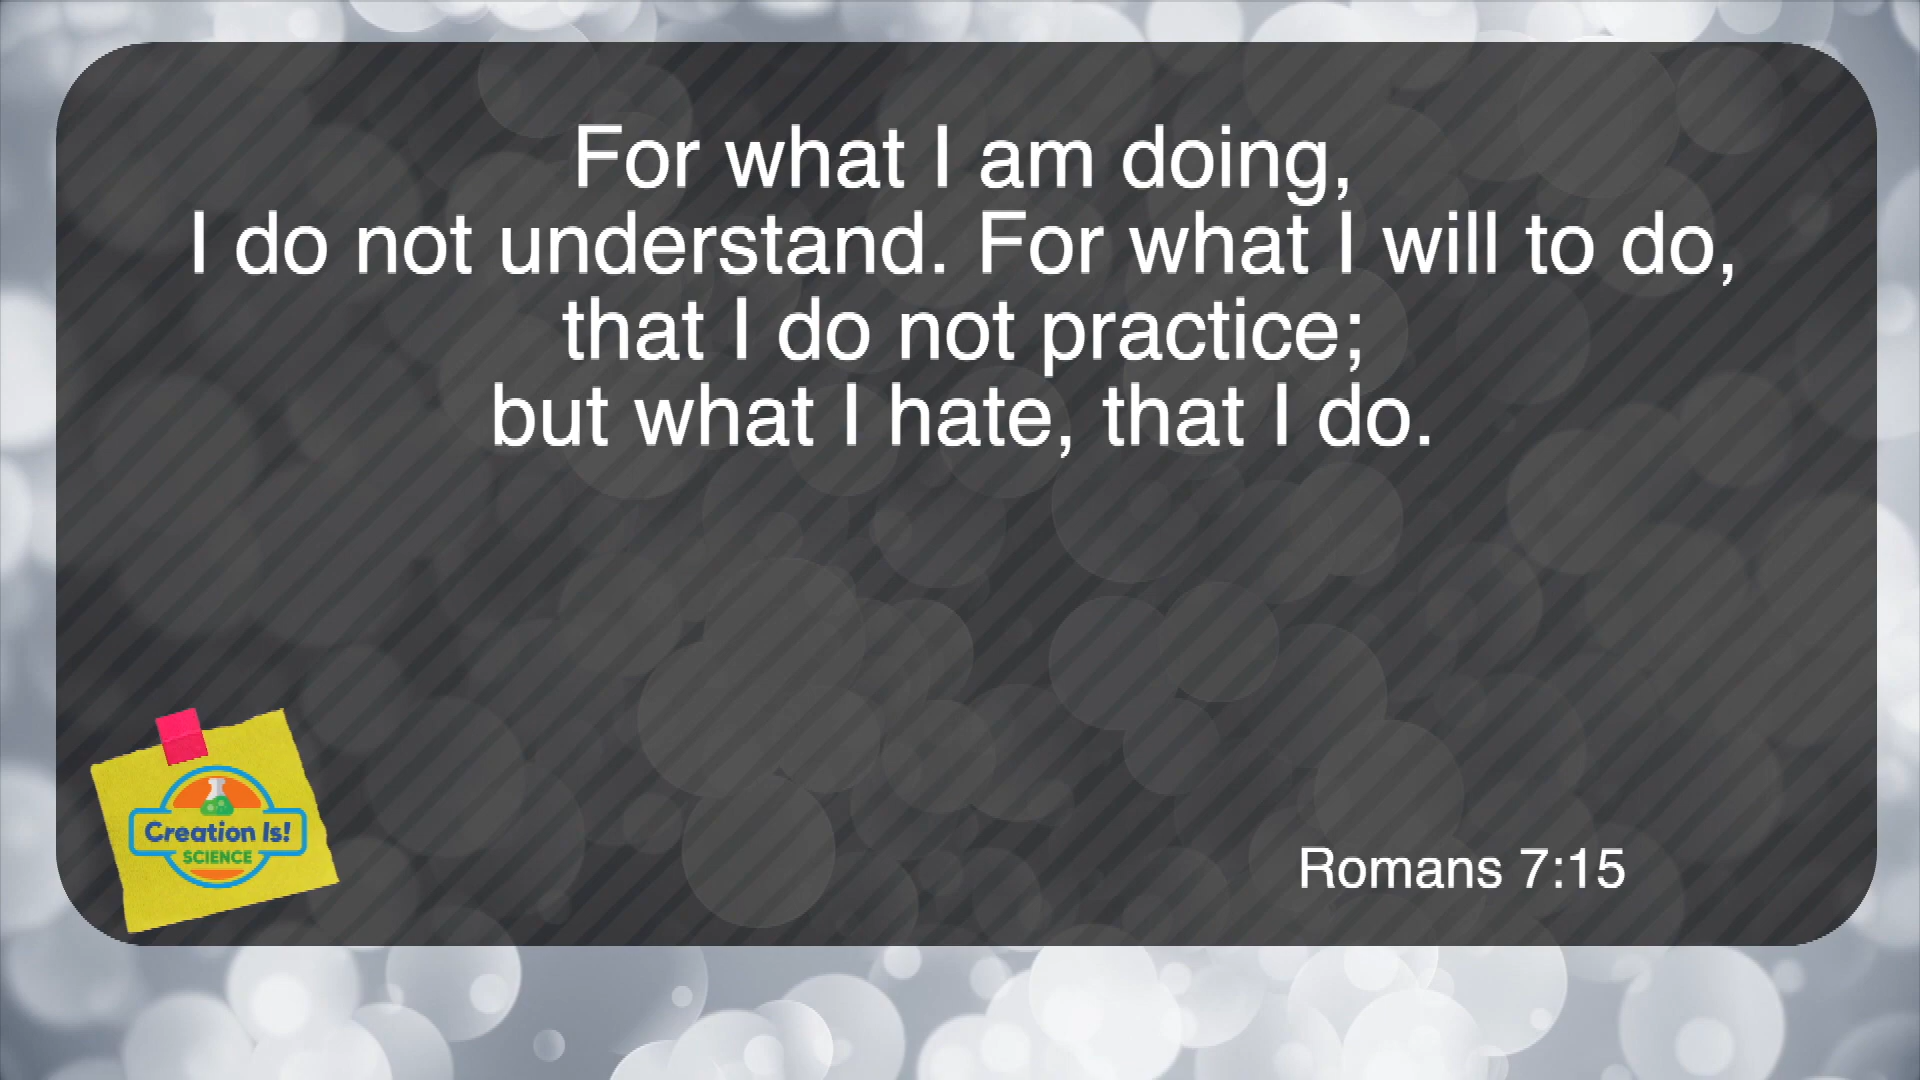 For what I am doing,
I do not understand. For what I will to do,
that I do not practice;
but what I hate, that I do.
Romans 7:15
Creation Is!
SCIENCE